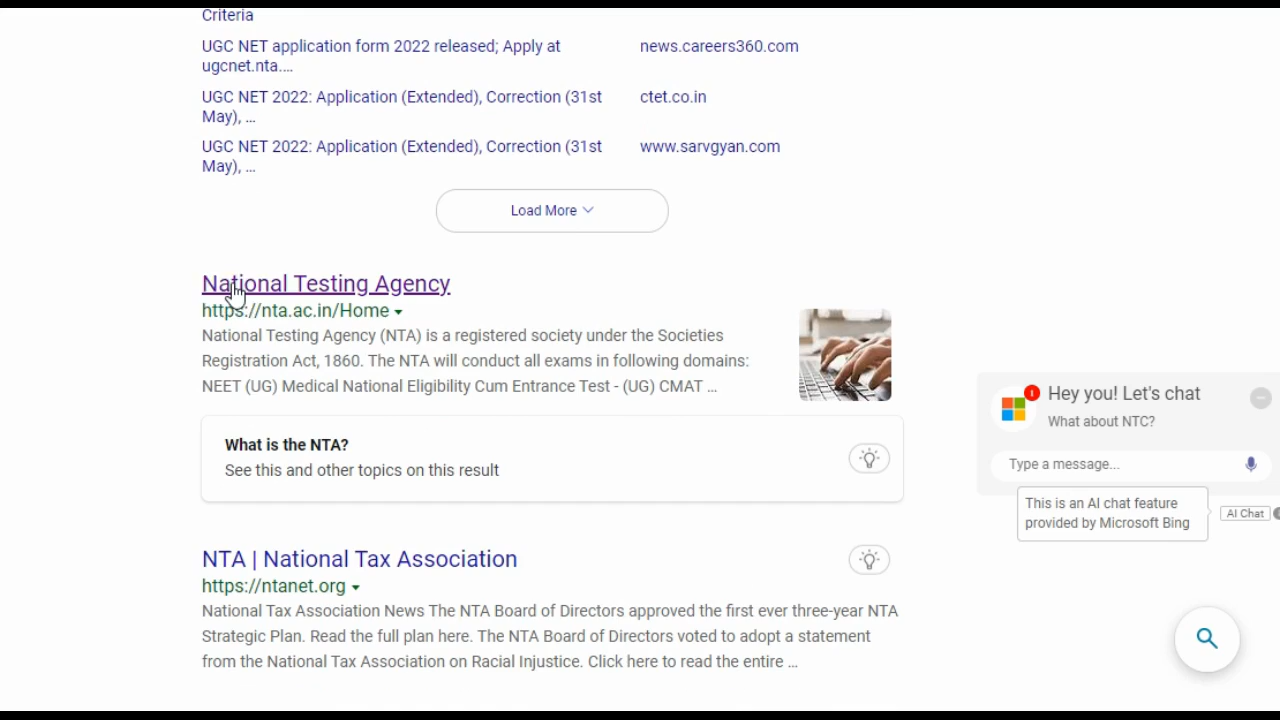 Criteria
UGC NET application form 2022 released; Apply at
ugcnet.nta....
news.careers360.com
UGC NET 2022: Application (Extended), Correction (31st
May), ...
ctet.co.in
UGC NET 2022: Application (Extended), Correction (31st
May), ...
www.sarvgyan.com
Load More
National Testing Agency
https://nta.ac.in/Home
National Testing Agency (NTA) is a registered society under the Societies
Registration Act, 1860. The NTA will conduct all exams in following domains:
NEET (UG) Medical National Eligibility Cum Entrance Test - (UG) CMAT ...
What is the NTA?
See this and other topics on this result
NTA | National Tax Association
https://ntanet.org
National Tax Association News The NTA Board of Directors approved the first ever three-year NTA
Strategic Plan. Read the full plan here. The NTA Board of Directors voted to adopt a statement
from the National Tax Association on Racial Injustice. Click here to read the entire ...
1
Hey you! Let's chat
What about NTC?
Type a message...
This is an AI chat feature
provided by Microsoft Bing
AI Chat